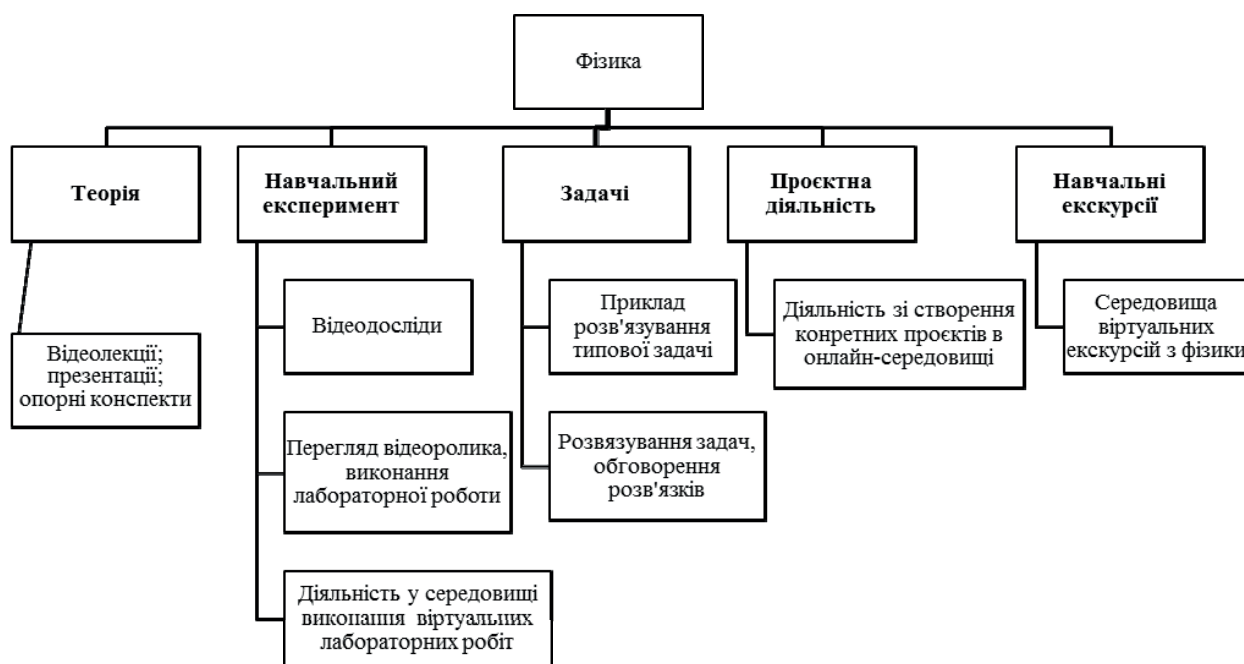 Фізика
Теорія
Навчальний
експеримент
Задачі
Проєктна
діяльність
Навчальні
екскурсії
Відеолекції;
презентації;
опорні конспекти
Відеодосліди
Перегляд відеоролика,
виконання
лабораторної роботи
Діяльність у середовищі
виконання віртуальних
лабораторних робіт
Приклад
розв'язування
типової задачі
Розвязування задач,
обговорення
розв'язків
Діяльність зі створення
конкретних проєктів в
онлайн-середовищі
Середовища
віртуальних
екскурсій з фізики